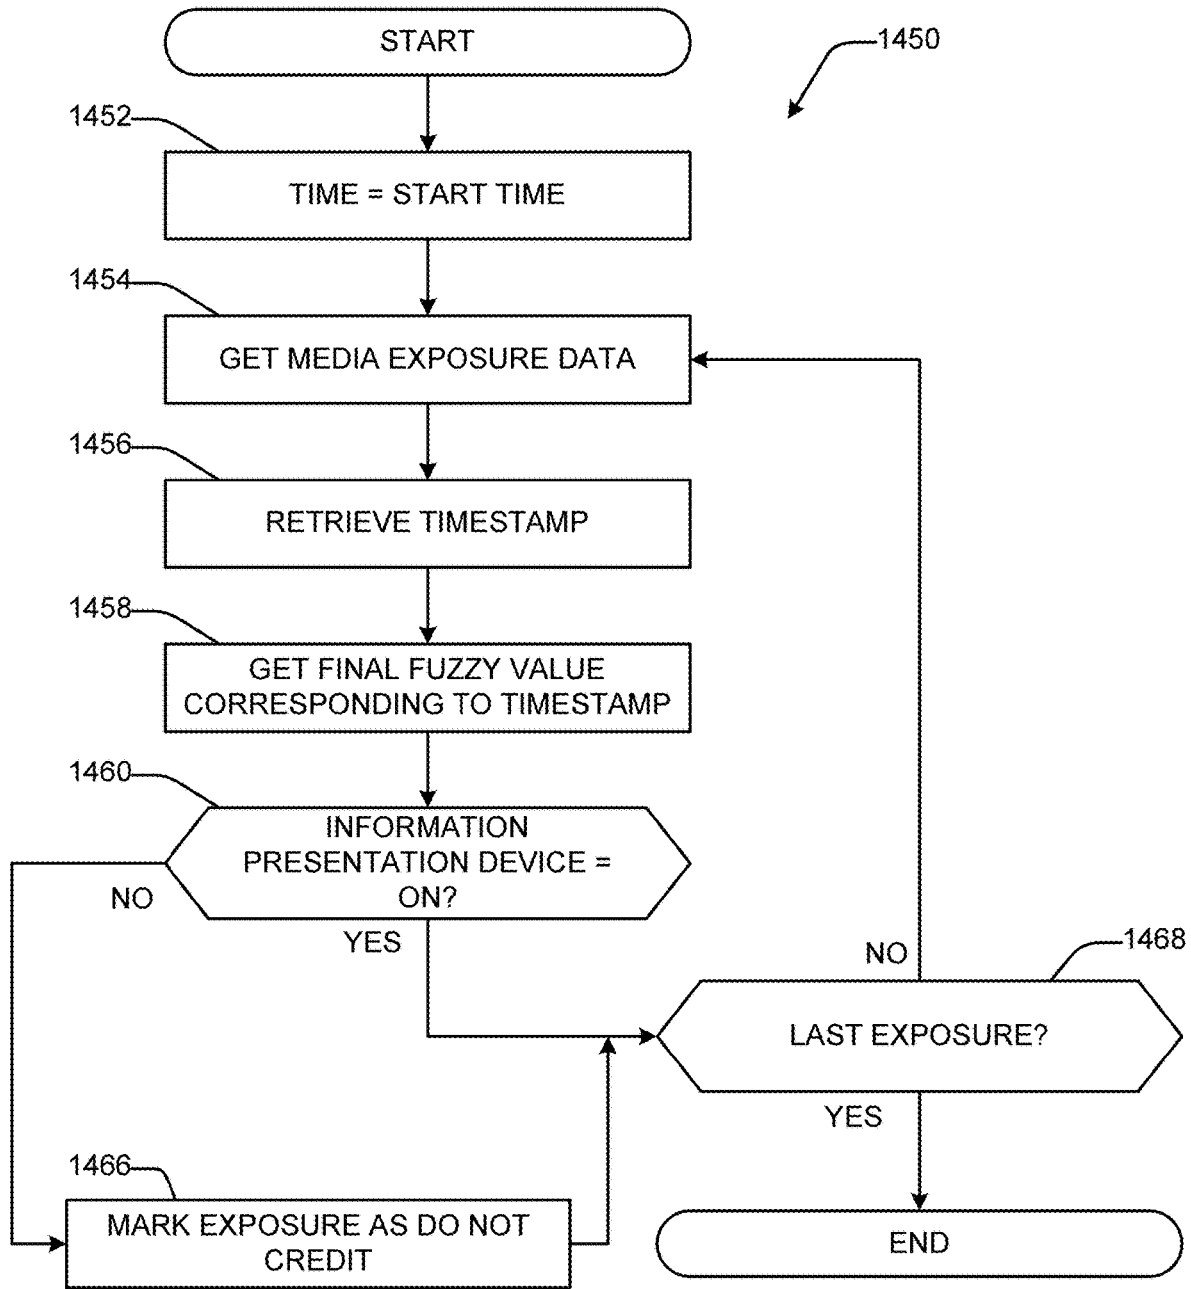 START
1450
1452
TIME = START TIME
1454
GET MEDIA EXPOSURE DATA
1456
RETRIEVE TIMESTAMP
1458
GET FINAL FUZZY VALUE
CORRESPONDING TO TIMESTAMP
1460
INFORMATION
PRESENTATION DEVICE =
ON?
NO
YES
1468
NO
LAST EXPOSURE?
YES
1466
MARK EXPOSURE AS DO NOT
CREDIT
END